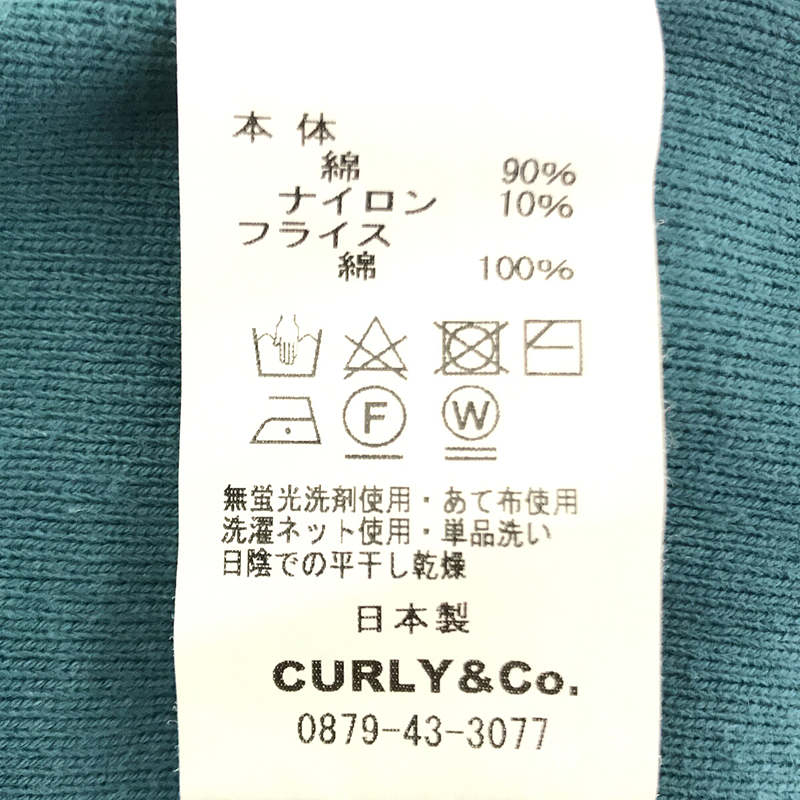 本体
綿 90%
ナイロン 10%
フライス
綿 100%
F W
無蛍光洗剤使用・あて布使用
洗濯ネット使用・単品洗い
日陰での平干し乾燥
日本製
CURLY&Co.
0879-43-3077